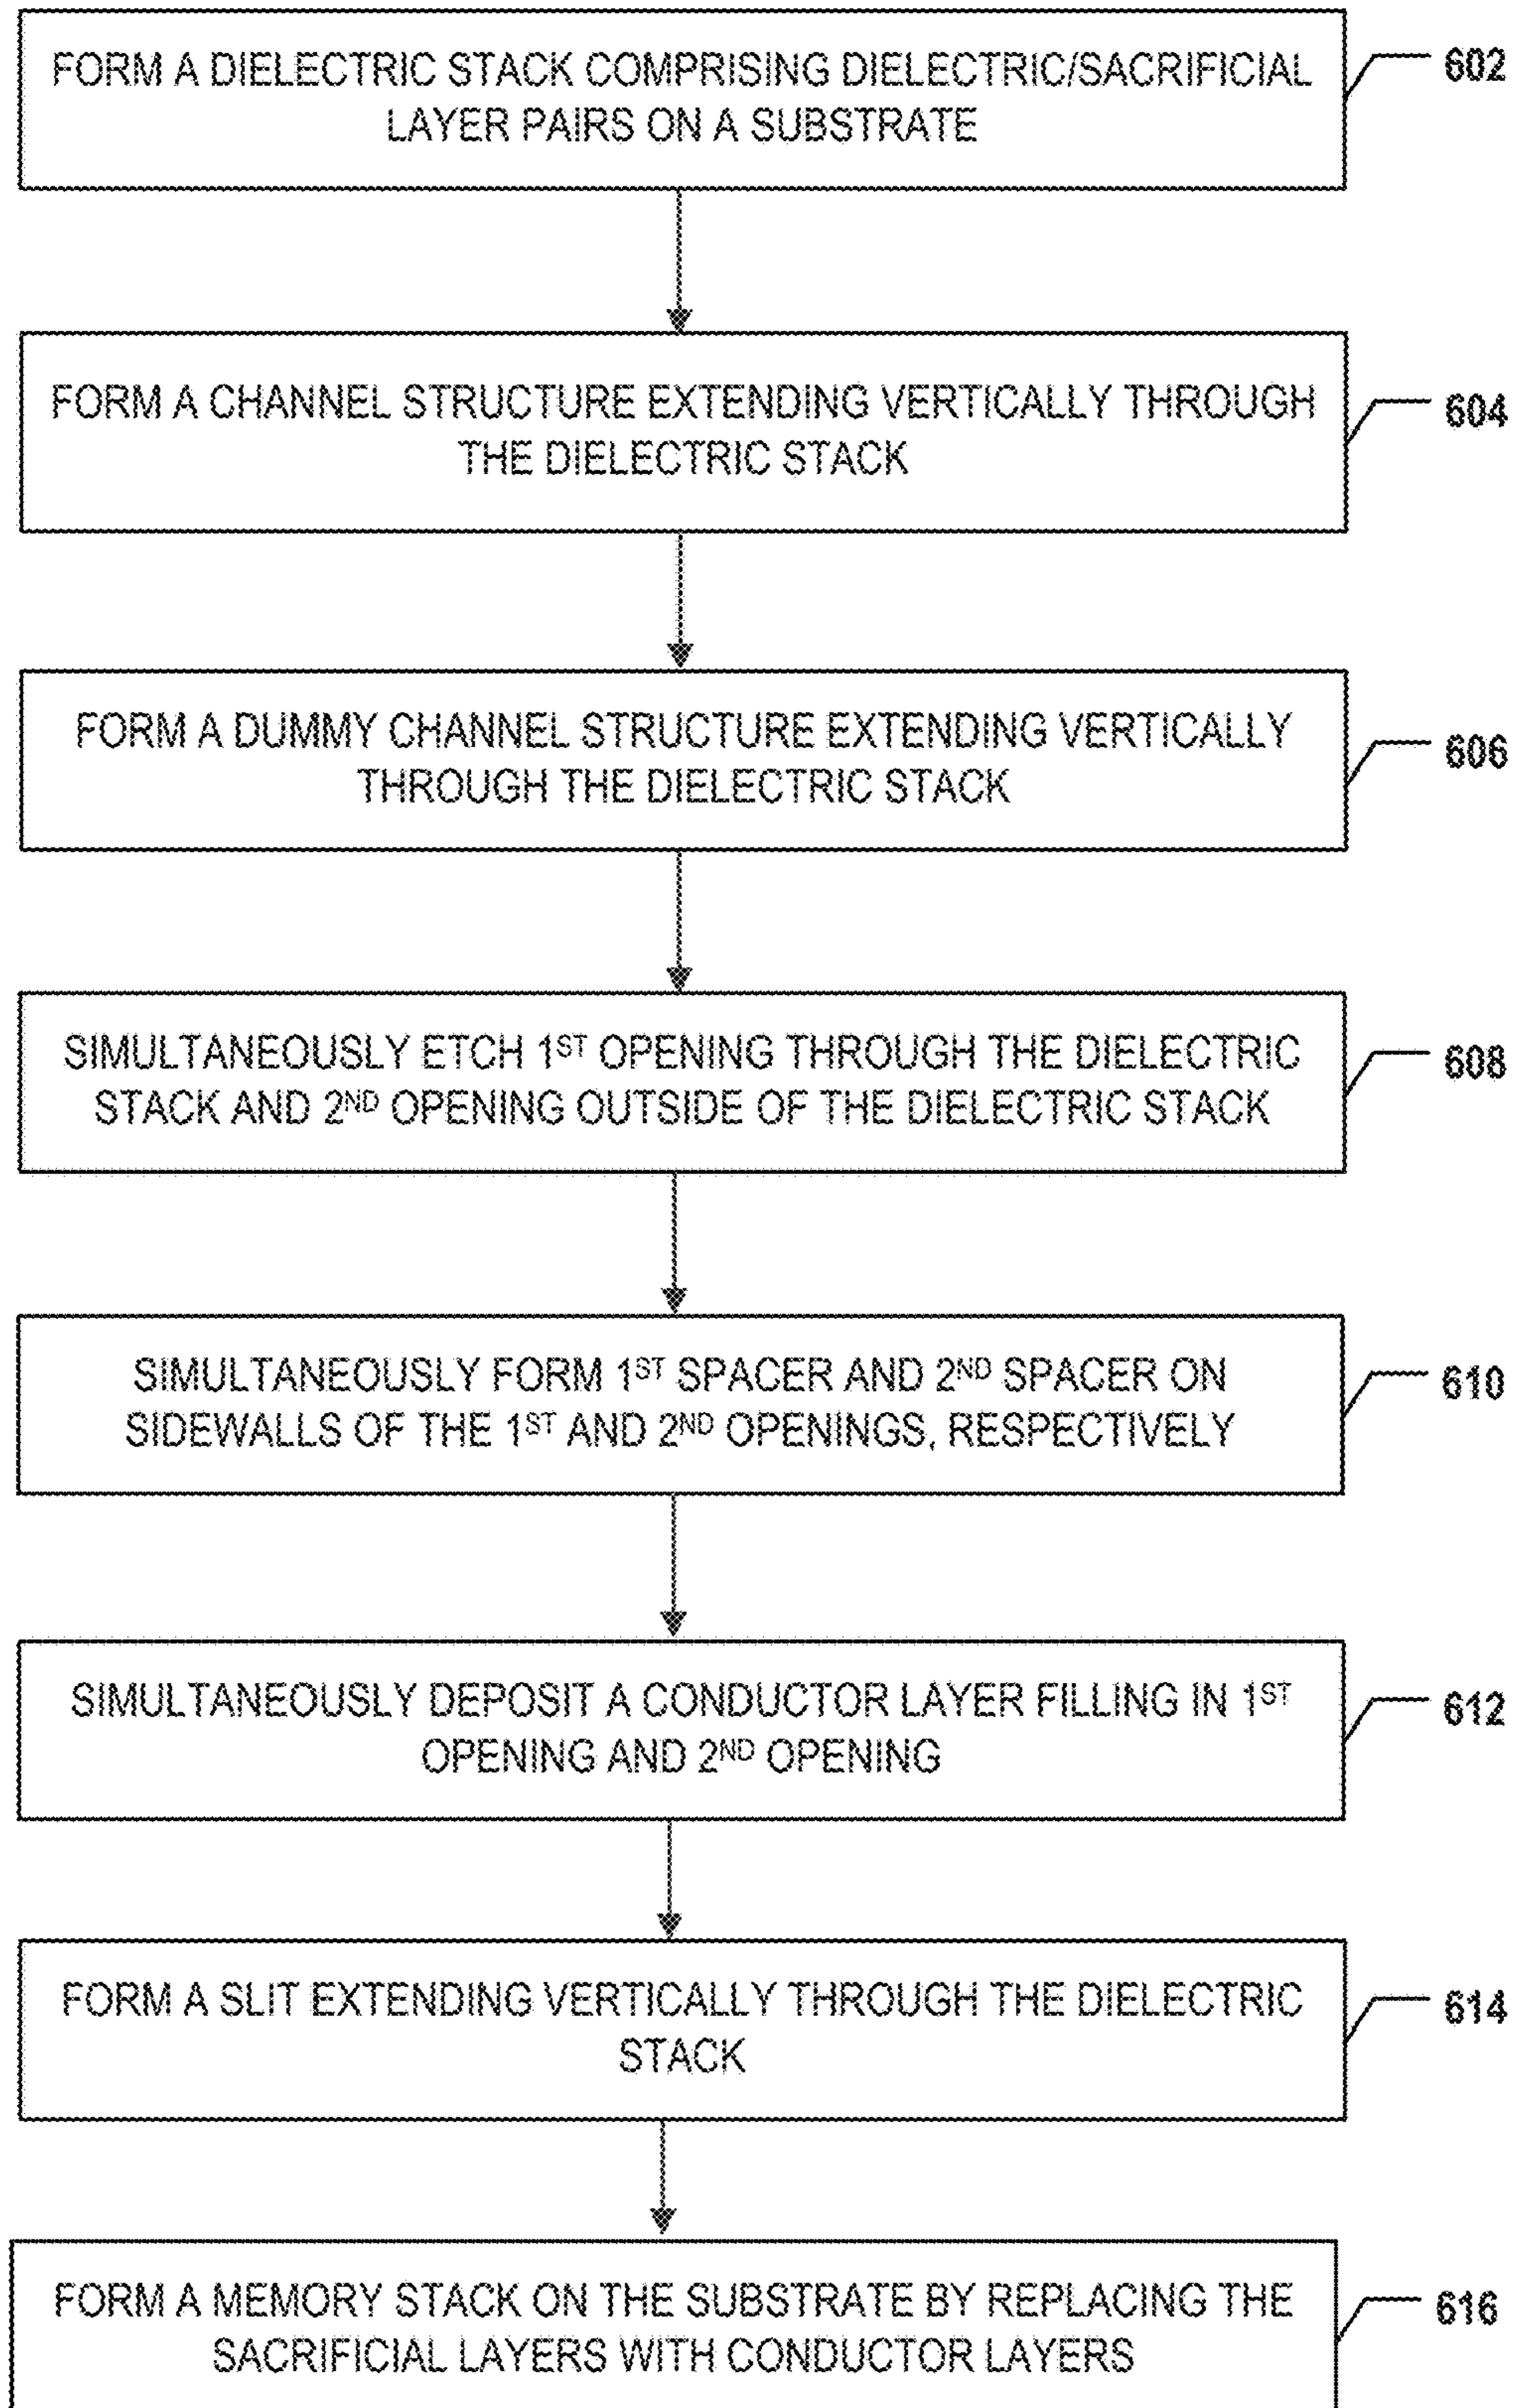 FORM A DIELECTRIC STACK COMPRISING DIELECTRIC/SACRIFICIAL
LAYER PAIRS ON A SUBSTRATE
602
FORM A CHANNEL STRUCTURE EXTENDING VERTICALLY THROUGH
THE DIELECTRIC STACK
604
FORM A DUMMY CHANNEL STRUCTURE EXTENDING VERTICALLY
THROUGH THE DIELECTRIC STACK
606
SIMULTANEOUSLY ETCH 1ST OPENING THROUGH THE DIELECTRIC
STACK AND 2ND OPENING OUTSIDE OF THE DIELECTRIC STACK
608
SIMULTANEOUSLY FORM 1ST SPACER AND 2ND SPACER ON
SIDEWALLS OF THE 1ST AND 2ND OPENINGS, RESPECTIVELY
610
SIMULTANEOUSLY DEPOSIT A CONDUCTOR LAYER FILLING IN 1ST
OPENING AND 2ND OPENING
612
FORM A SLIT EXTENDING VERTICALLY THROUGH THE DIELECTRIC
STACK
614
FORM A MEMORY STACK ON THE SUBSTRATE BY REPLACING THE
SACRIFICIAL LAYERS WITH CONDUCTOR LAYERS
616